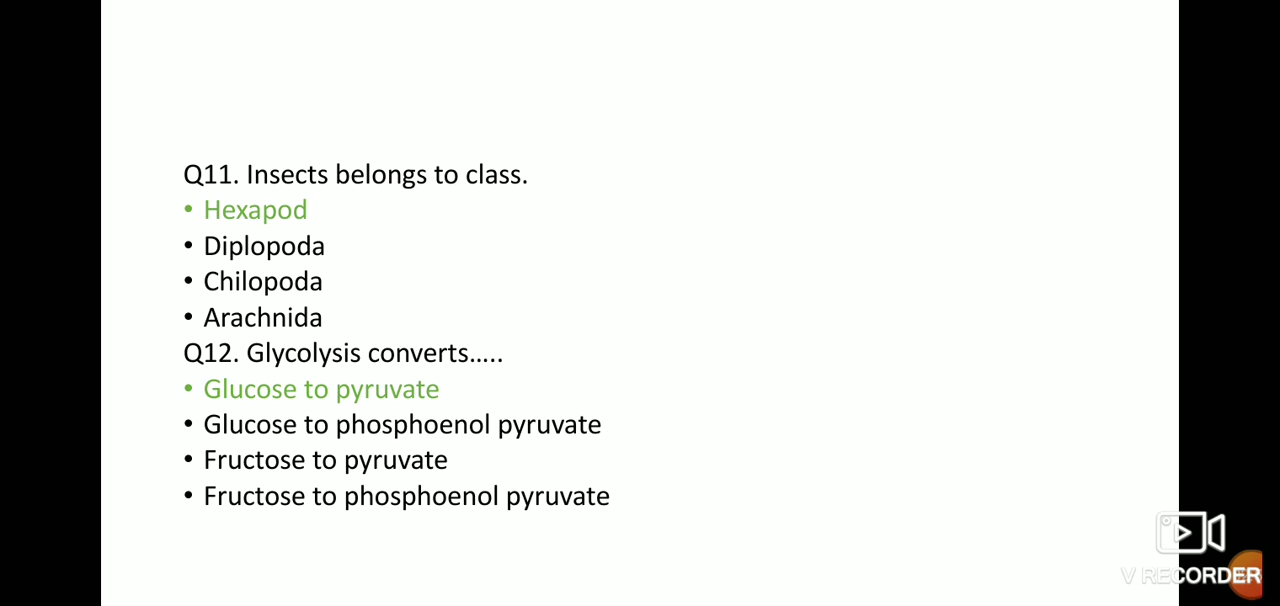 Q11. Insects belongs to class.
• Hexapod
• Diplopoda
• Chilopoda
• Arachnida
Q12. Glycolysis converts.....
• Glucose to pyruvate
• Glucose to phosphoenol pyruvate
• Fructose to pyruvate
• Fructose to phosphoenol pyruvate
V RECORDER